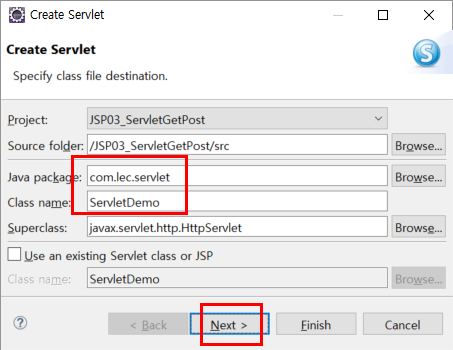 Create Servlet
Create Servlet
Specify class file destination.
Project: JSP03_ServletGetPost
Source folder: /JSP03_ServletGetPost/src Browse...
Java package: com.lec.servlet Browse...
Class name: ServletDemo
Superclass: javax.servlet.http.HttpServlet Browse...
Use an existing Servlet class or JSP
Class name: ServletDemo Browse...
? < Back Next > Finish Cancel